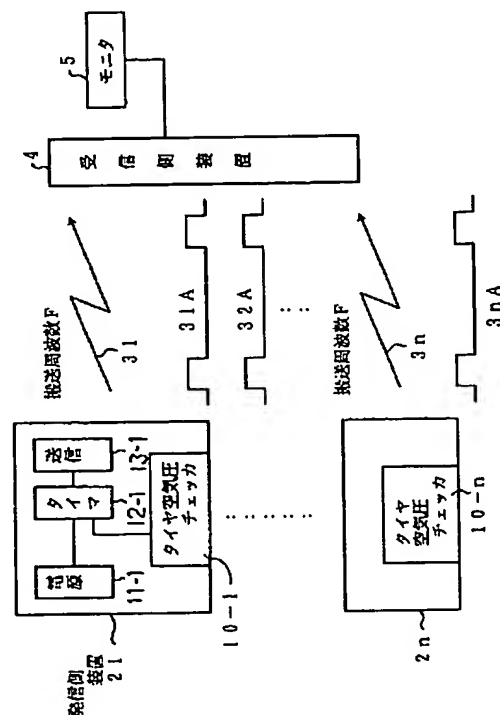 発信側
装置
21
電源
11-1
タイマ
12-1
送信
13-1
タイヤ空気圧
チェッカ
10-1
搬送周波数F
31
31A
32A
4
受信側装置
5
モニタ
2n
タイヤ
空気圧
チェッカ
10-n
搬送周波数F
3n
3nA